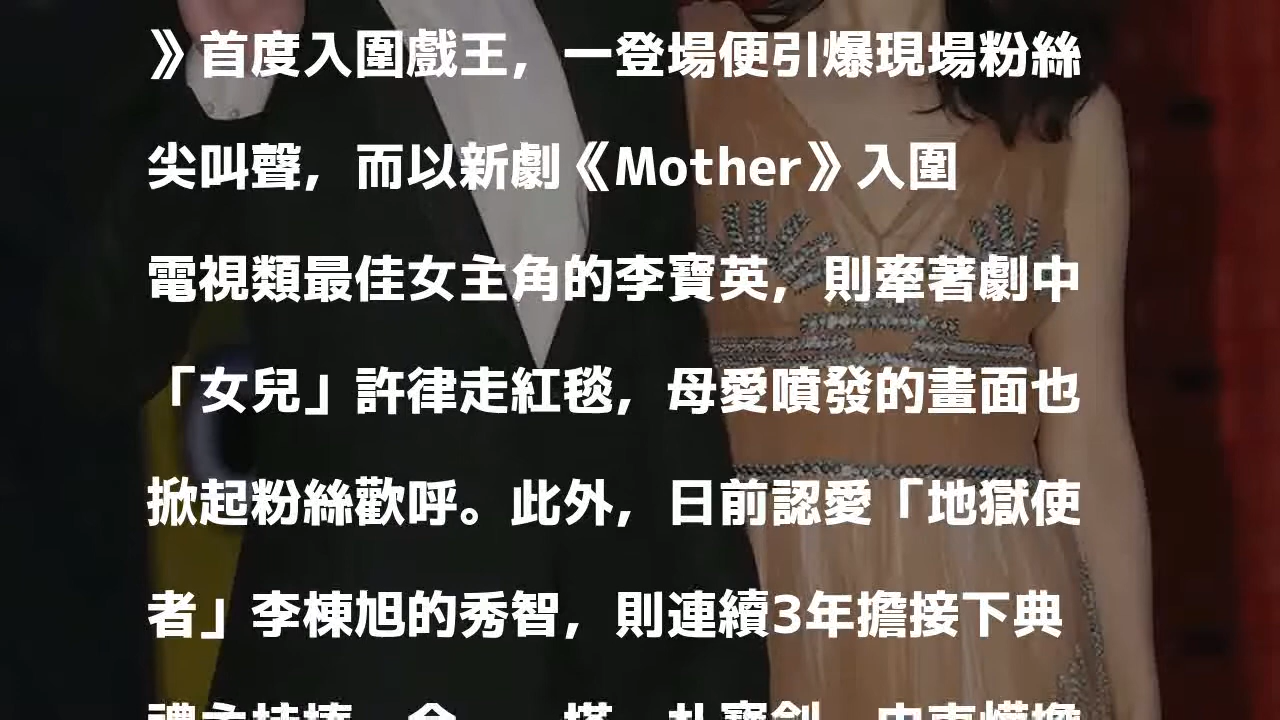 》首度入圍戲王，一登場便引爆現場粉絲
尖叫聲，而以新劇《Mother》入圍
電視類最佳女主角的李寶英，則牽著劇中
「女兒」許律走紅毯，母愛噴發的畫面也
掀起粉絲歡呼。此外，日前認愛「地獄使
者」李棟旭的秀智，則連續3年擔接下典